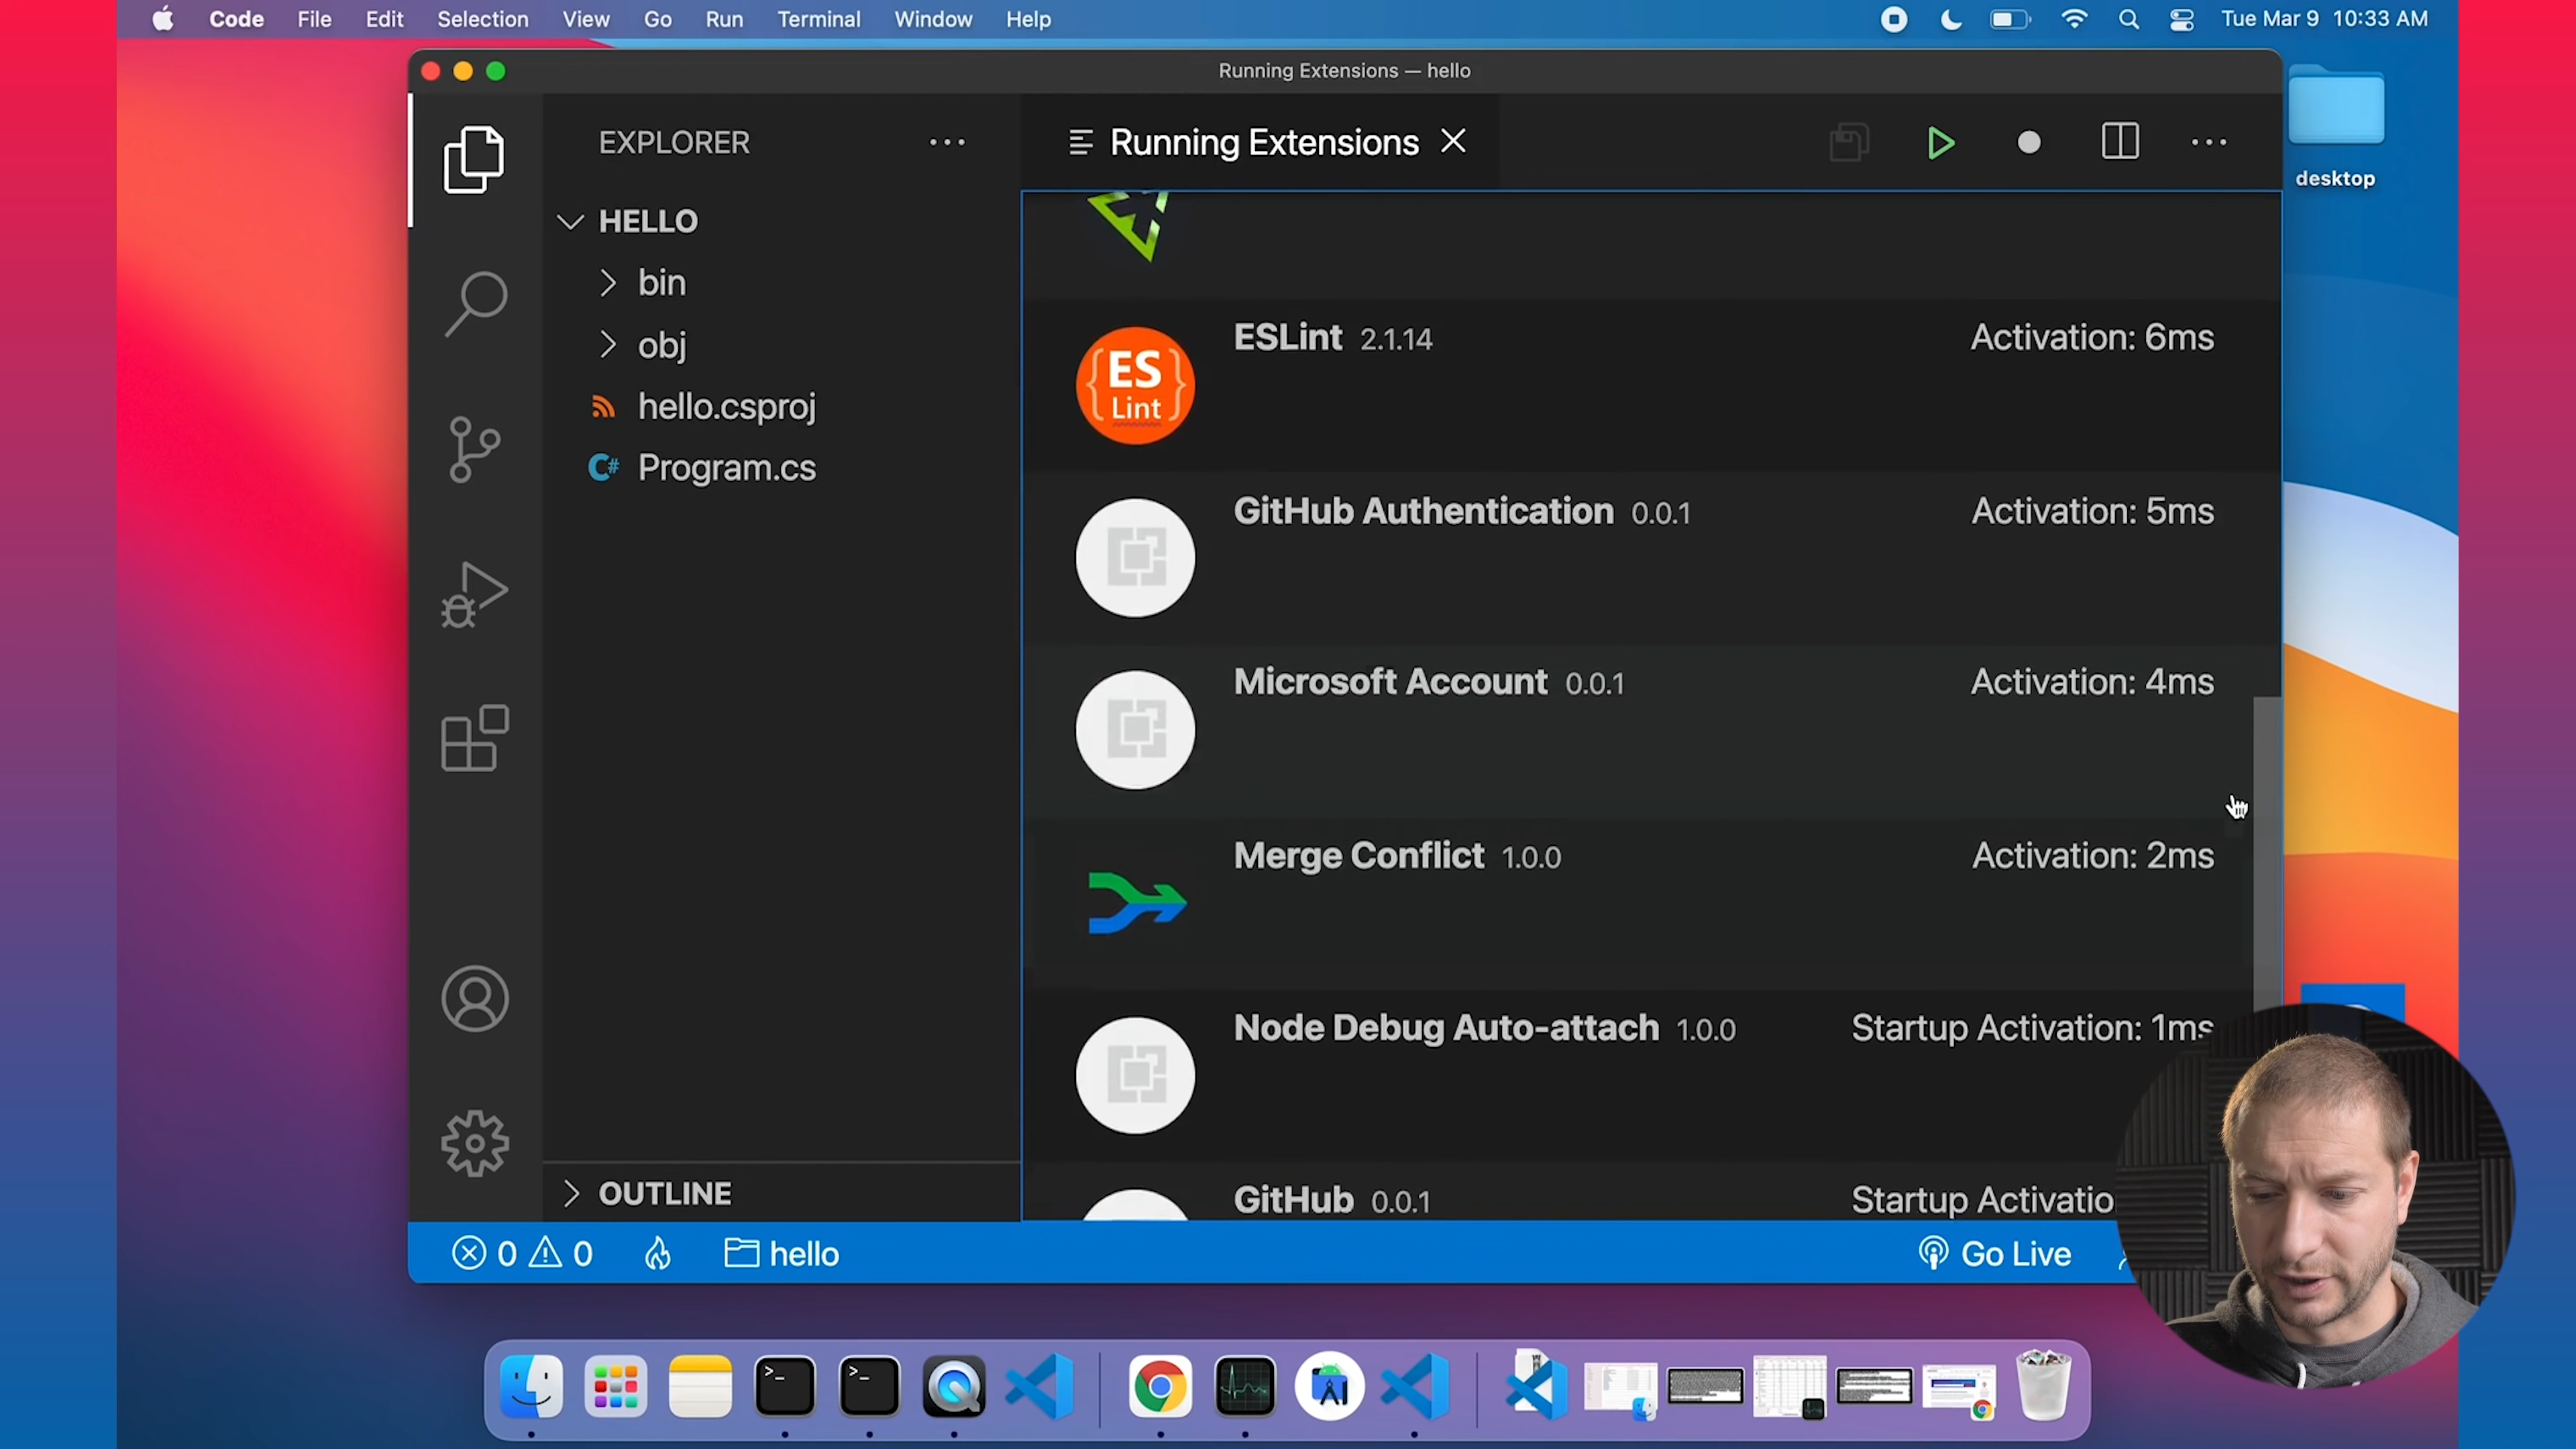 Code File Edit Selection View Go Run Terminal Window Help Tue Mar 9 10:33 AM
Running Extensions — hello
EXPLORER
Running Extensions
desktop
HELLO
bin
obj
hello.csproj
C# Program.cs
ES Lint
ESLint 2.1.14 Activation: 6ms
GitHub Authentication 0.0.1 Activation: 5ms
Microsoft Account 0.0.1 Activation: 4ms
Merge Conflict 1.0.0 Activation: 2ms
Node Debug Auto-attach 1.0.0 Startup Activation: 1ms
GitHub 0.0.1 Startup Activatio
OUTLINE
0 0 hello Go Live